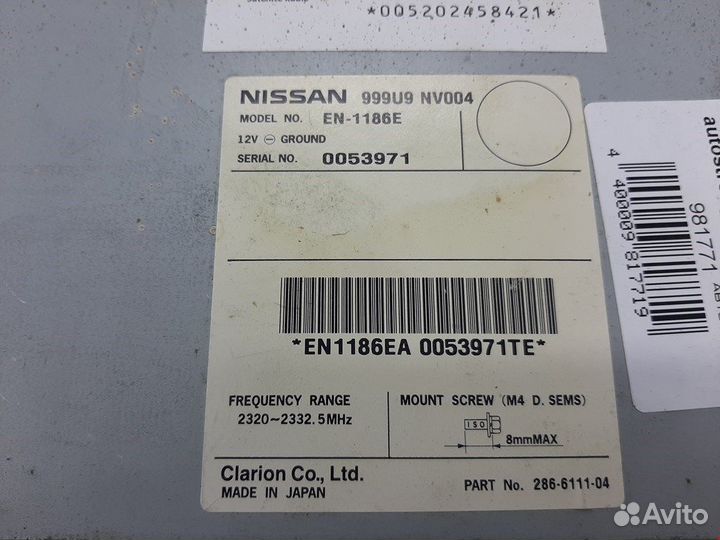 *005202458421*
NISSAN 999U9 NV004
MODEL NO. EN-1186E
12V ⊖ GROUND
SERIAL NO. 0053971
*EN1186EA 0053971TE*
FREQUENCY RANGE
2320~2332.5MHz
MOUNT SCREW (M4 D. SEMS)
ISO
8mmMAX
Clarion Co., Ltd.
MADE IN JAPAN
PART No. 286-6111-04
981771
4 400009 817719
Avito